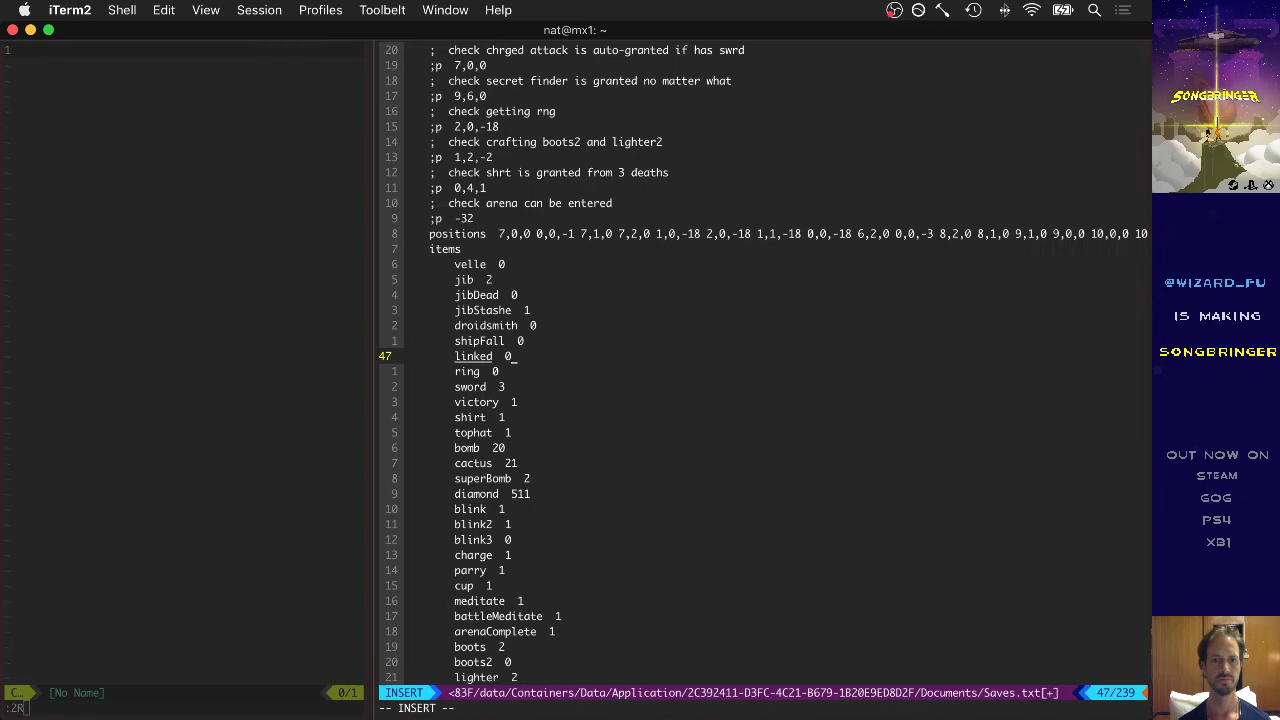 iTerm2 Shell Edit View Session Profiles Toolbelt Window Help
nat@mx1: ~
1
20 ; check chrged attack is auto-granted if has swrd
19 ;p 7,0,0
18 ; check secret finder is granted no matter what
17 ;p 9,6,0
16 ; check getting rng
15 ;p 2,0,-18
14 ; check crafting boots2 and lighter2
13 ;p 1,2,-2
12 ; check shrt is granted from 3 deaths
11 ;p 0,4,1
10 ; check arena can be entered
9 ;p -32
8 positions 7,0,0 0,0,-1 7,1,0 7,2,0 1,0,-18 2,0,-18 1,1,-18 0,0,-18 6,2,0 0,0,-3 8,2,0 8,1,0 9,1,0 9,0,0 10,0,0 10
7 items
6 velle 0
5 jib 2
4 jibDead 0
3 jibStashe 1
2 droidsmith 0
1 shipFall 0
47 linked 0
1 ring 0
2 sword 3
3 victory 1
4 shirt 1
5 tophat 1
6 bomb 20
7 cactus 21
8 superBomb 2
9 diamond 511
10 blink 1
11 blink2 1
12 blink3 0
13 charge 1
14 parry 1
15 cup 1
16 meditate 1
17 battleMeditate 1
18 arenaComplete 1
19 boots 2
20 boots2 0
21 lighter 1
C… [No Name] 0/1
INSERT <83F/data/Containers/Data/Application/2C392411-D3FC-4C21-B679-1B20E9ED8D2F/Documents/Saves.txt[+] 47/239
:2R
-- INSERT --
SONGBRINGER
@WIZARD_FU
IS MAKING
SONGBRINGER
OUT NOW ON
STEAM
GOG
PS4
XB1